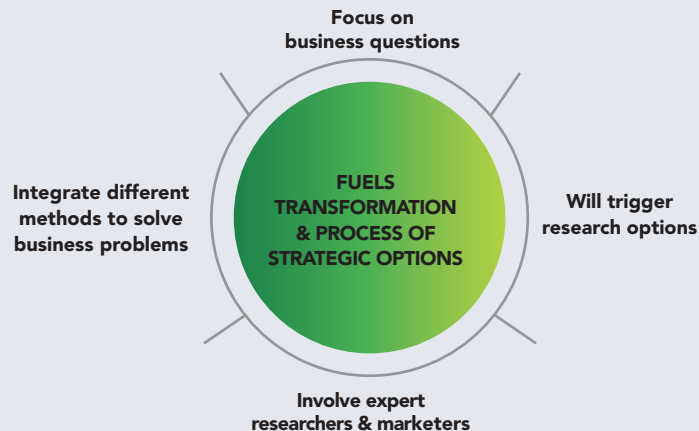 Focus on
business questions
Integrate different
methods to solve
business problems
FUELS
TRANSFORMATION
& PROCESS OF
STRATEGIC OPTIONS
Will trigger
research options
Involve expert
researchers & marketers